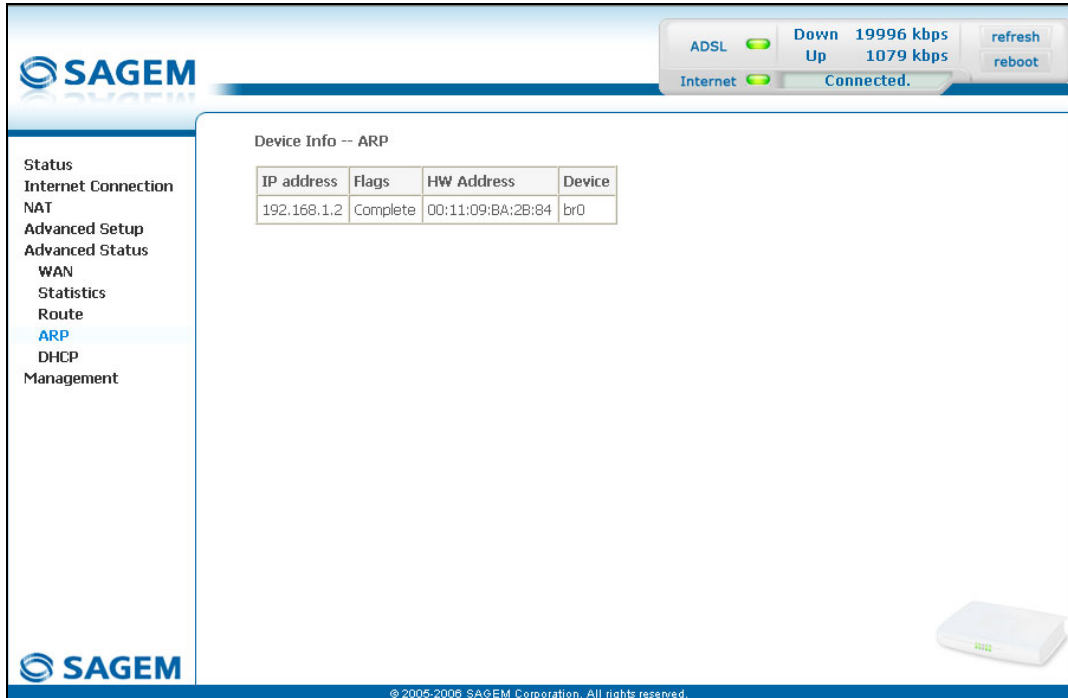 SAGEM
ADSL
Down 19996 kbps
Up 1079 kbps
Internet
Connected.
refresh
reboot
Status
Internet Connection
NAT
Advanced Setup
Advanced Status
WAN
Statistics
Route
ARP
DHCP
Management
Device Info -- ARP
IP address Flags HW Address Device
192.168.1.2 Complete 00:11:09:BA:2B:84 br0
SAGEM
© 2005-2006 SAGEM Corporation. All rights reserved.